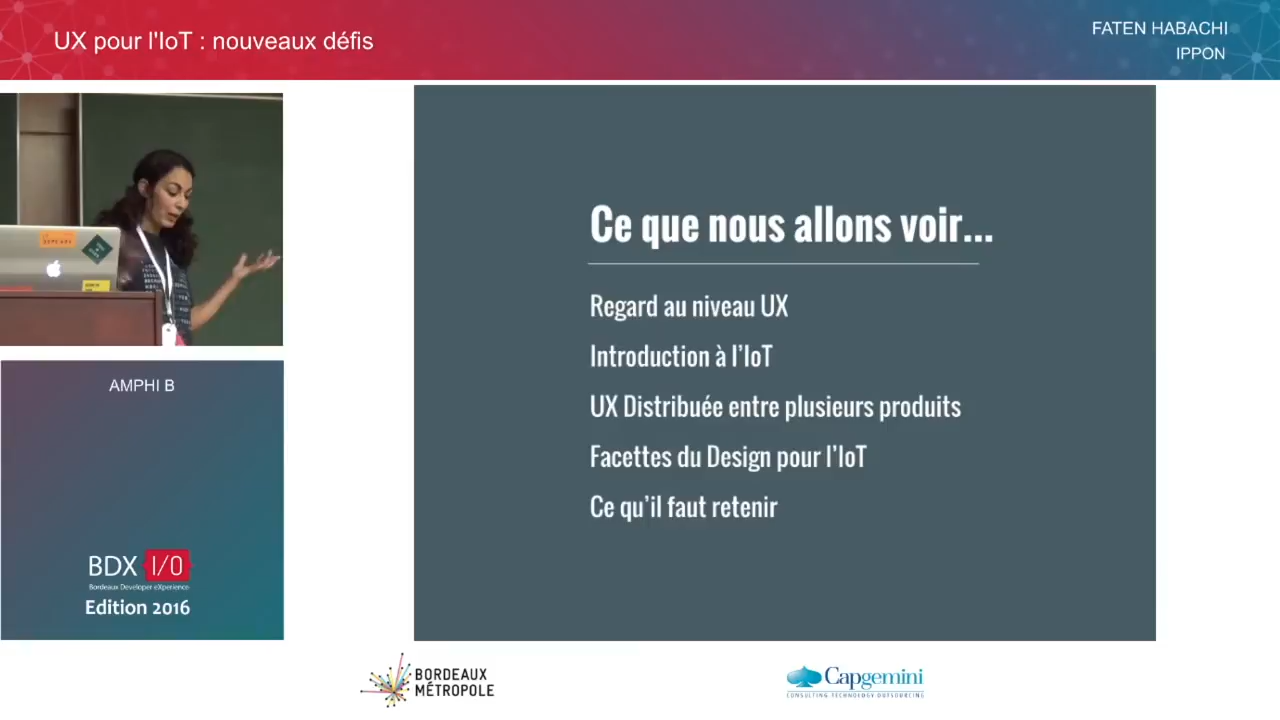 UX pour l'IoT : nouveaux défis
FATEN HABACHI
IPPON
Ce que nous allons voir...
Regard au niveau UX
Introduction à l’IoT
UX Distribuée entre plusieurs produits
Facettes du Design pour l’IoT
Ce qu’il faut retenir
AMPHI B
BDX I/O
Bordeaux Developer eXperience
Edition 2016
BORDEAUX
MÉTROPOLE
Capgemini
CONSULTING.TECHNOLOGY.OUTSOURCING